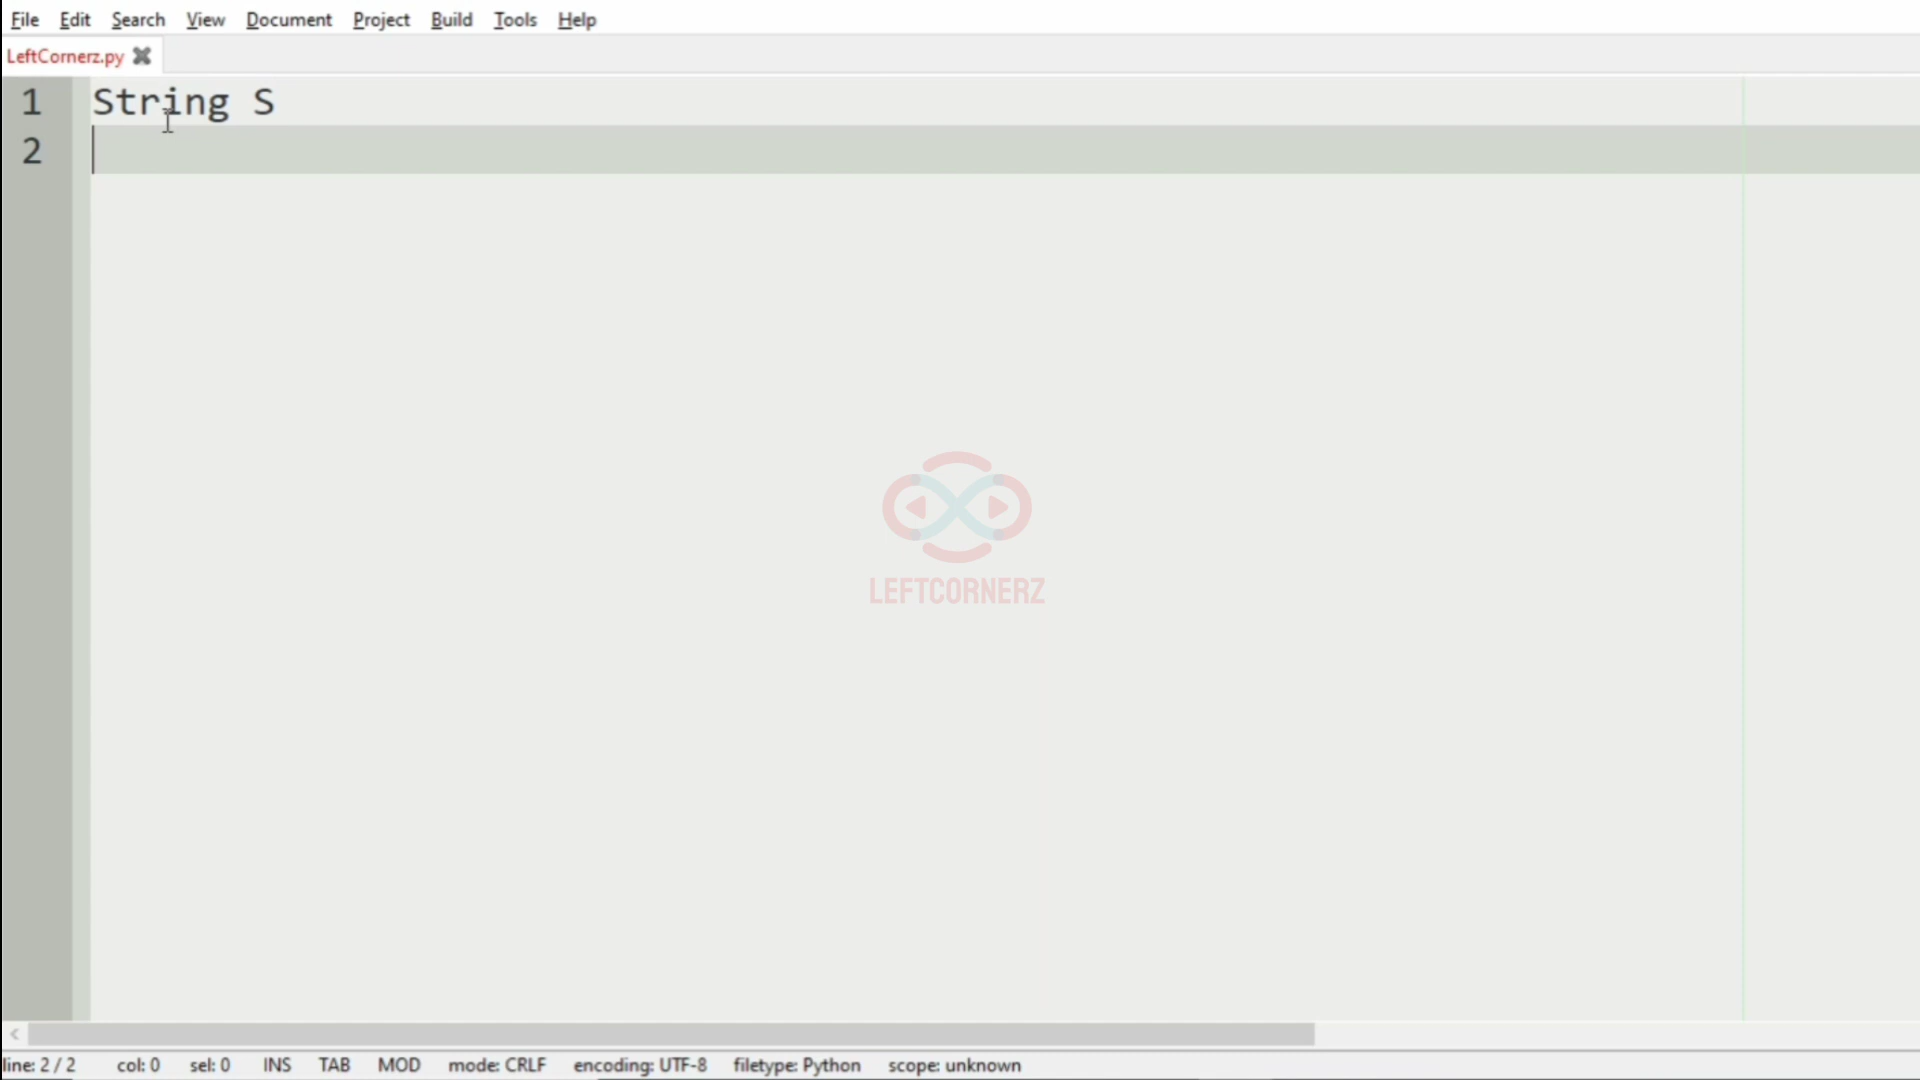 File Edit Search View Document Project Build Tools Help
LeftCornerz.py
1 String S
2
LEFTCORNERZ
line: 2 / 2 col: 0 sel: 0 INS TAB MOD mode: CRLF encoding: UTF-8 filetype: Python scope: unknown